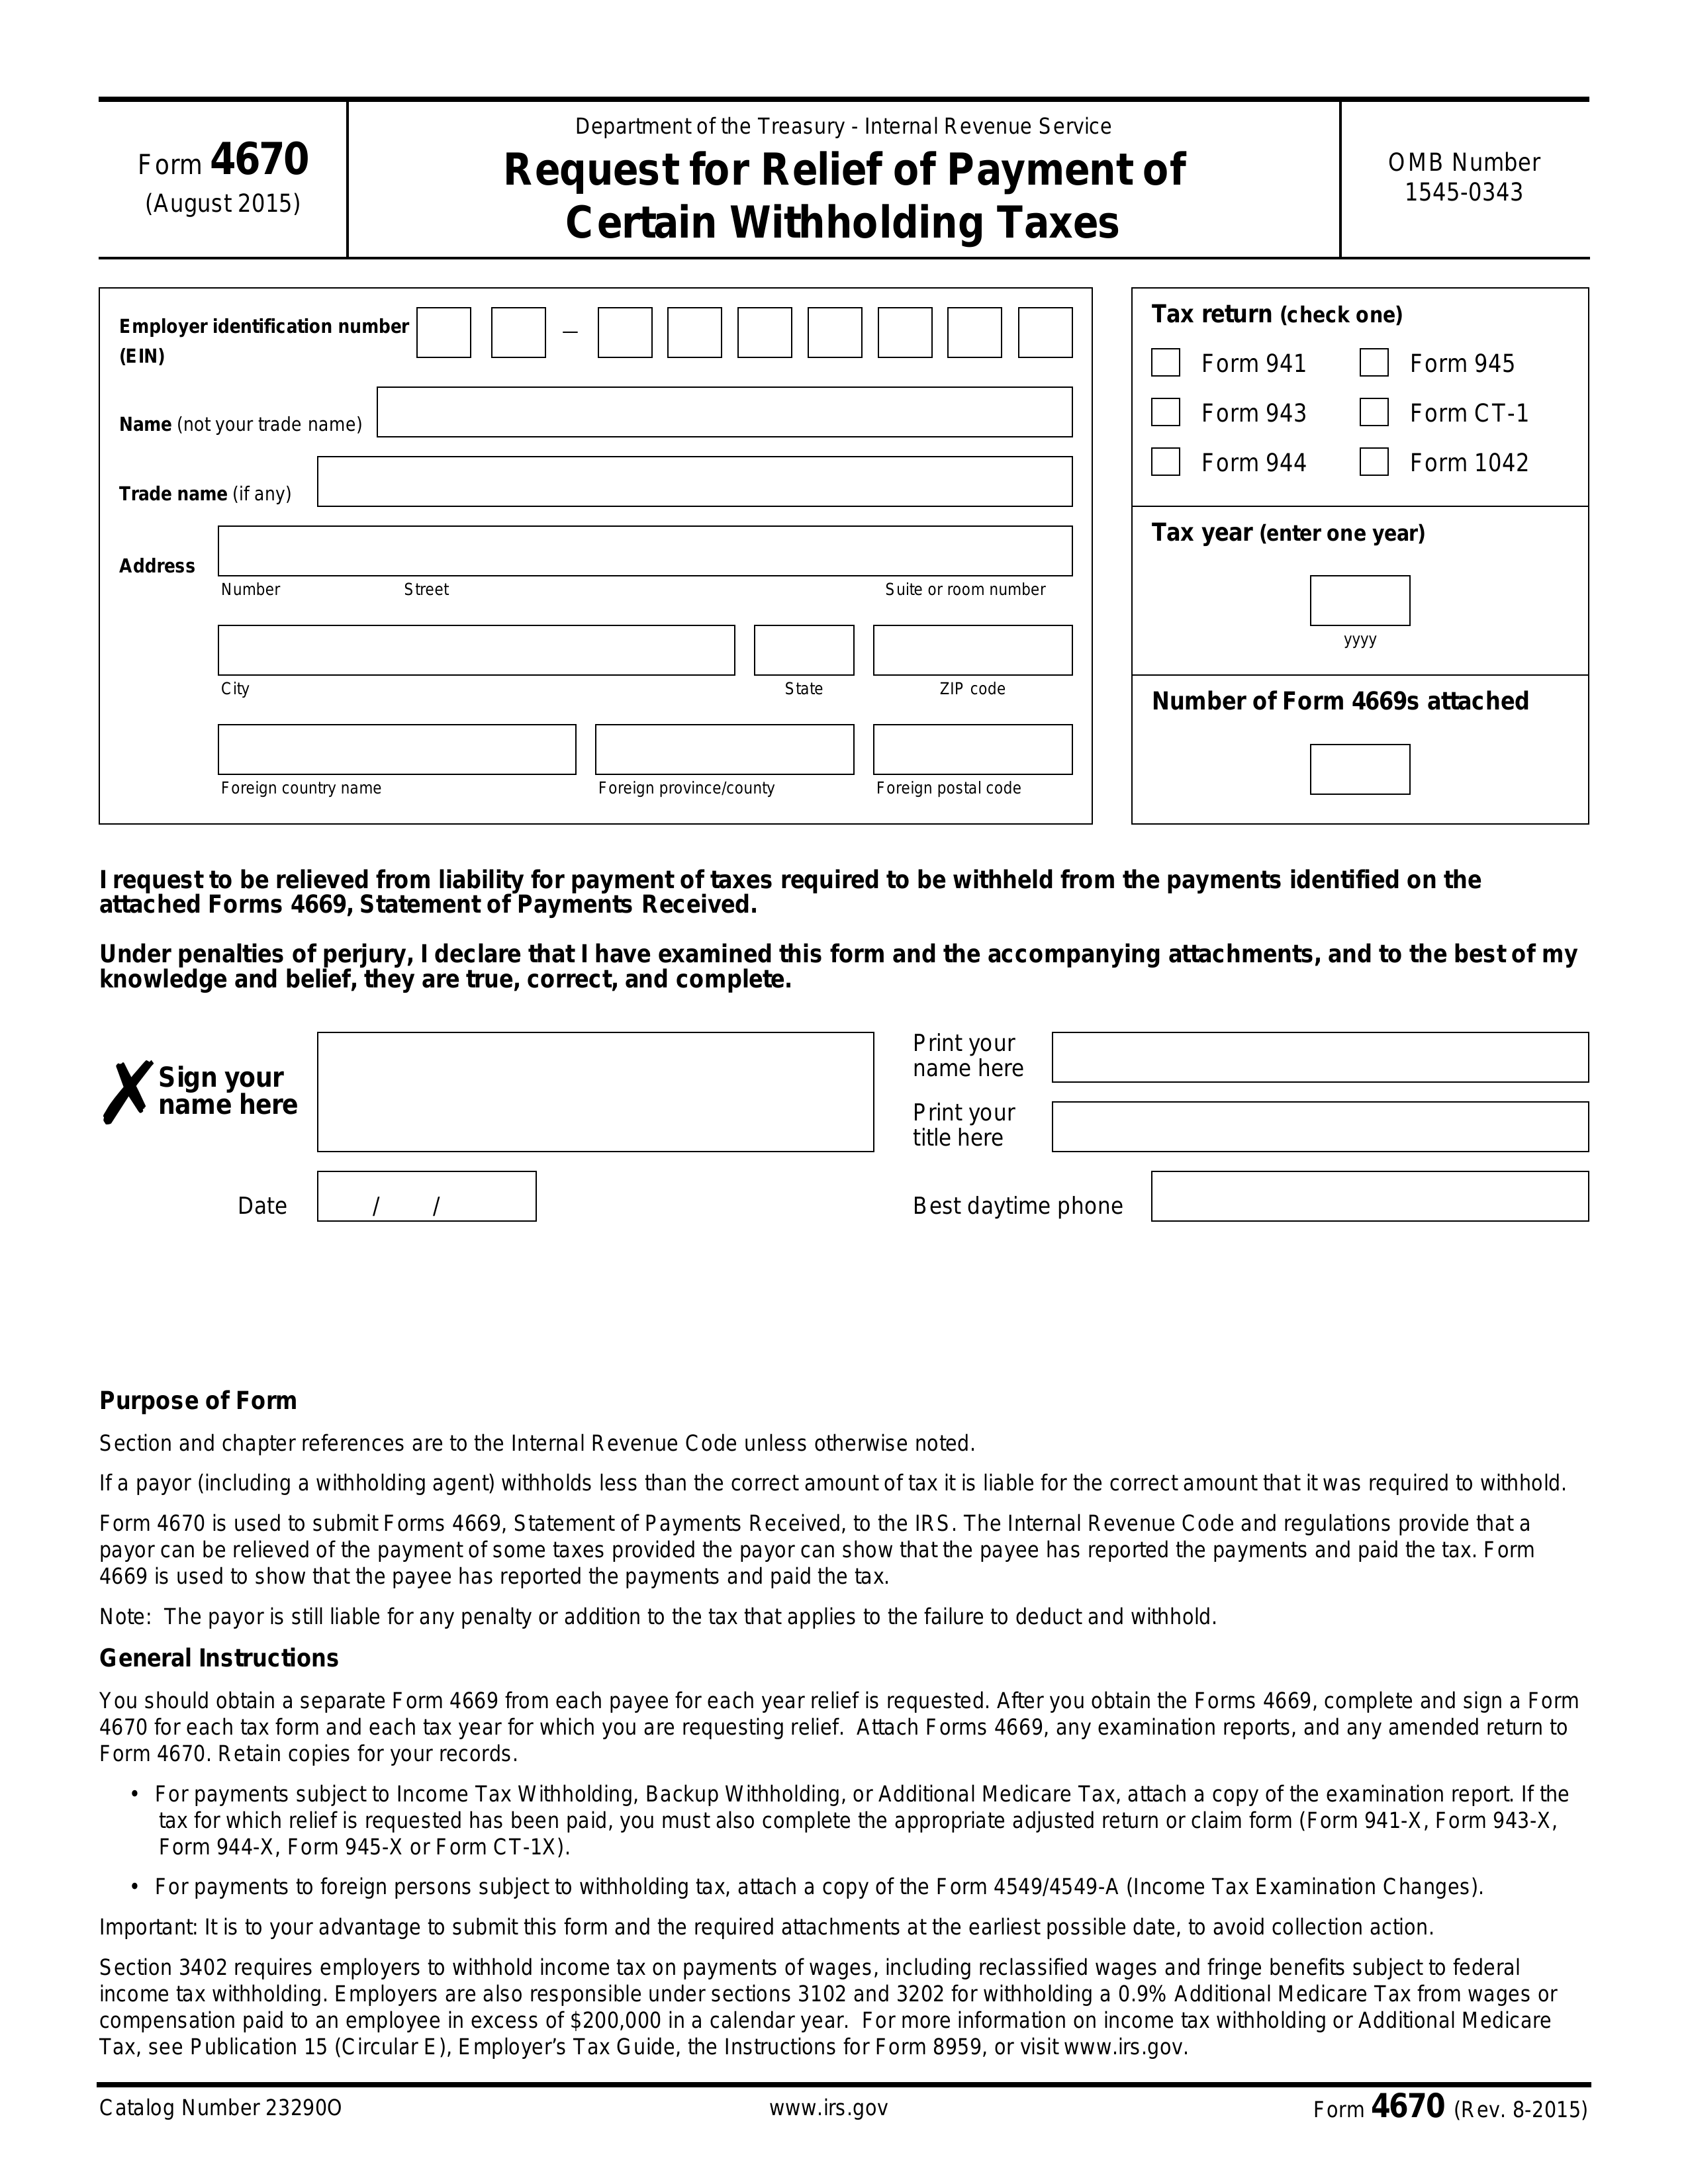 Form 4670
(August 2015)
Department of the Treasury - Internal Revenue Service
Request for Relief of Payment of
Certain Withholding Taxes
OMB Number
1545-0343
Employer identification number
(EIN)
–
Name (not your trade name)
Trade name (if any)
Address
Number Street Suite or room number
City State ZIP code
Foreign country name Foreign province/county Foreign postal code
Tax return (check one)
Form 941 Form 945
Form 943 Form CT-1
Form 944 Form 1042
Tax year (enter one year)
yyyy
Number of Form 4669s attached
I request to be relieved from liability for payment of taxes required to be withheld from the payments identified on the
attached Forms 4669, Statement of Payments Received.
Under penalties of perjury, I declare that I have examined this form and the accompanying attachments, and to the best of my
knowledge and belief, they are true, correct, and complete.
✗ Sign your
name here
Print your
name here
Print your
title here
Date / /
Best daytime phone
Purpose of Form
Section and chapter references are to the Internal Revenue Code unless otherwise noted.
If a payor (including a withholding agent) withholds less than the correct amount of tax it is liable for the correct amount that it was required to withhold.
Form 4670 is used to submit Forms 4669, Statement of Payments Received, to the IRS. The Internal Revenue Code and regulations provide that a
payor can be relieved of the payment of some taxes provided the payor can show that the payee has reported the payments and paid the tax. Form
4669 is used to show that the payee has reported the payments and paid the tax.
Note: The payor is still liable for any penalty or addition to the tax that applies to the failure to deduct and withhold.
General Instructions
You should obtain a separate Form 4669 from each payee for each year relief is requested. After you obtain the Forms 4669, complete and sign a Form
4670 for each tax form and each tax year for which you are requesting relief. Attach Forms 4669, any examination reports, and any amended return to
Form 4670. Retain copies for your records.
• For payments subject to Income Tax Withholding, Backup Withholding, or Additional Medicare Tax, attach a copy of the examination report. If the
tax for which relief is requested has been paid, you must also complete the appropriate adjusted return or claim form (Form 941-X, Form 943-X,
Form 944-X, Form 945-X or Form CT-1X).
• For payments to foreign persons subject to withholding tax, attach a copy of the Form 4549/4549-A (Income Tax Examination Changes).
Important: It is to your advantage to submit this form and the required attachments at the earliest possible date, to avoid collection action.
Section 3402 requires employers to withhold income tax on payments of wages, including reclassified wages and fringe benefits subject to federal
income tax withholding. Employers are also responsible under sections 3102 and 3202 for withholding a 0.9% Additional Medicare Tax from wages or
compensation paid to an employee in excess of $200,000 in a calendar year. For more information on income tax withholding or Additional Medicare
Tax, see Publication 15 (Circular E), Employer’s Tax Guide, the Instructions for Form 8959, or visit www.irs.gov.
Catalog Number 23290O www.irs.gov Form 4670 (Rev. 8-2015)